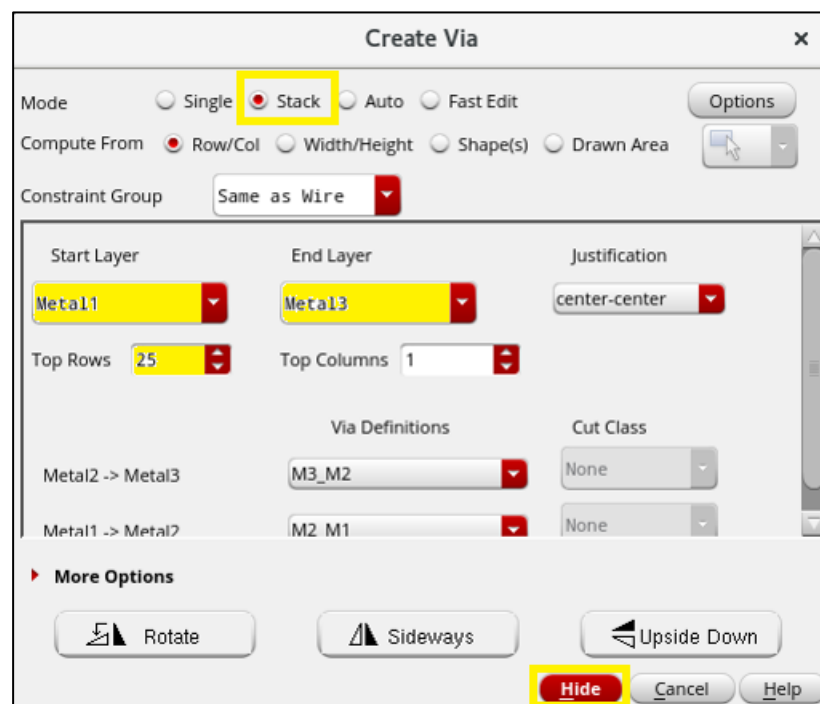 Create Via
Mode Single Stack Auto Fast Edit Options
Compute From Row/Col Width/Height Shape(s) Drawn Area
Constraint Group Same as Wire
Start Layer End Layer Justification
Metal1 Metal3 center-center
Top Rows 25 Top Columns 1
Via Definitions Cut Class
Metal2 -> Metal3 M3_M2 None
Metal1 -> Metal2 M2_M1 None
More Options
Rotate Sideways Upside Down
Hide Cancel Help